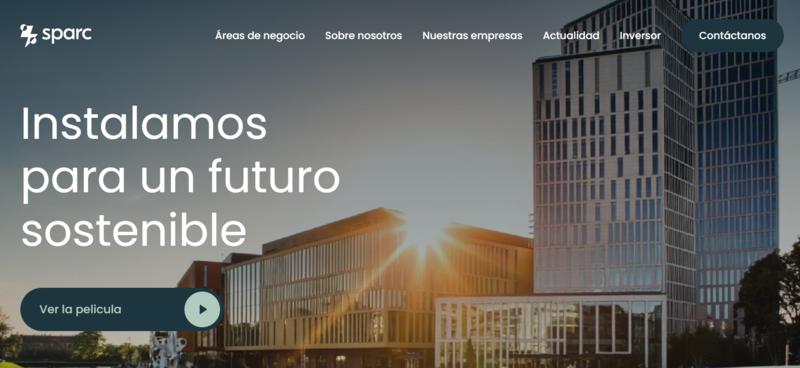 sparc
Áreas de negocio
Sobre nosotros
Nuestras empresas
Actualidad
Inversor
Contáctanos
Instalamos
para un futuro
sostenible
Ver la pelicula